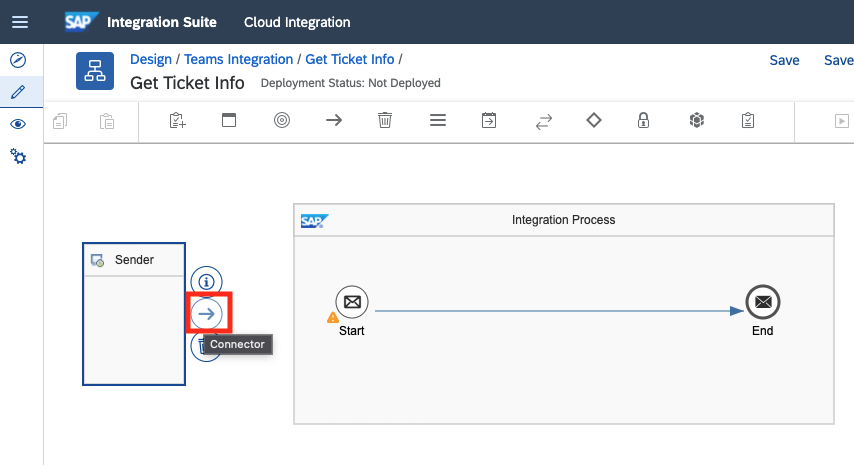 SAP Integration Suite Cloud Integration
Design / Teams Integration / Get Ticket Info /
Get Ticket Info Deployment Status: Not Deployed
Save Save
SAP Integration Process
Sender
Connector
Start
End